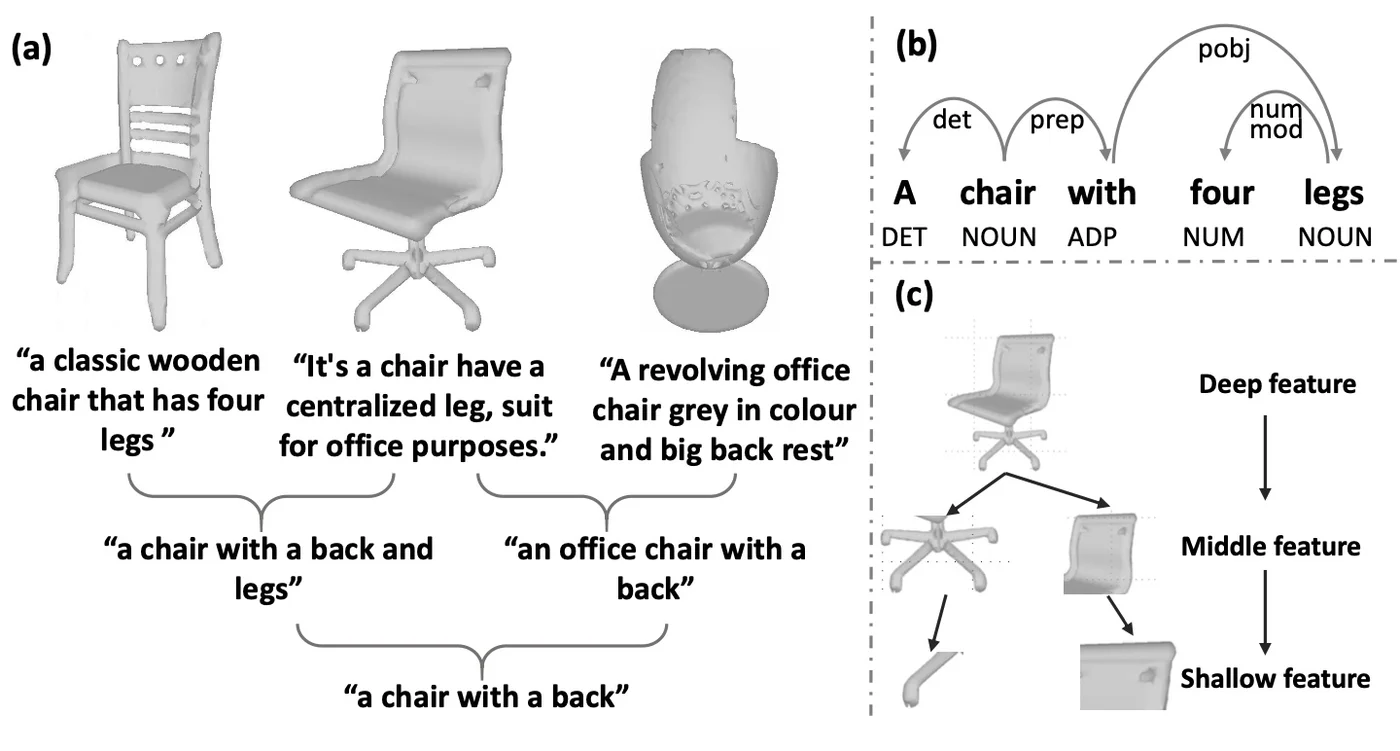 (a)
“a classic wooden
chair that has four
legs ”
“It's a chair have a
centralized leg, suit
for office purposes.”
“A revolving office
chair grey in colour
and big back rest”
“a chair with a back and
legs”
“an office chair with a
back”
“a chair with a back”
(b)
pobj
det
prep
num
mod
A chair with four legs
DET NOUN ADP NUM NOUN
(c)
Deep feature
Middle feature
Shallow feature